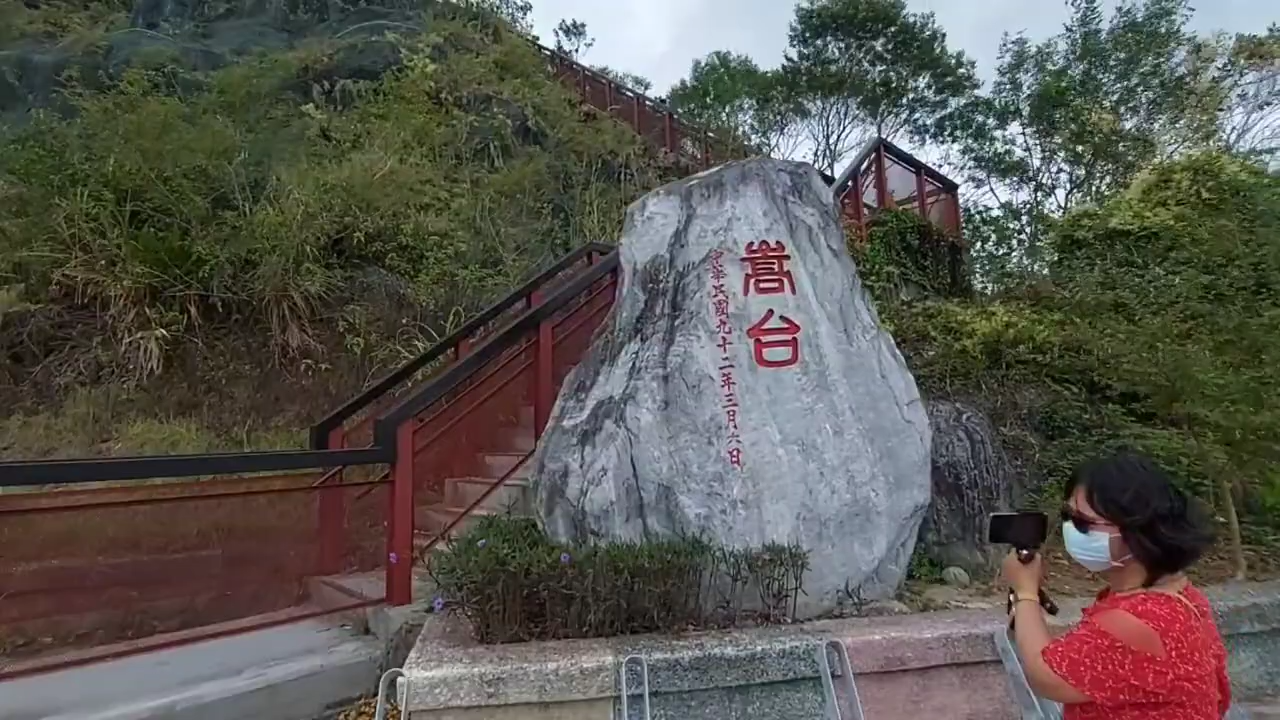 嵩台
中華民國九十二年三月六日